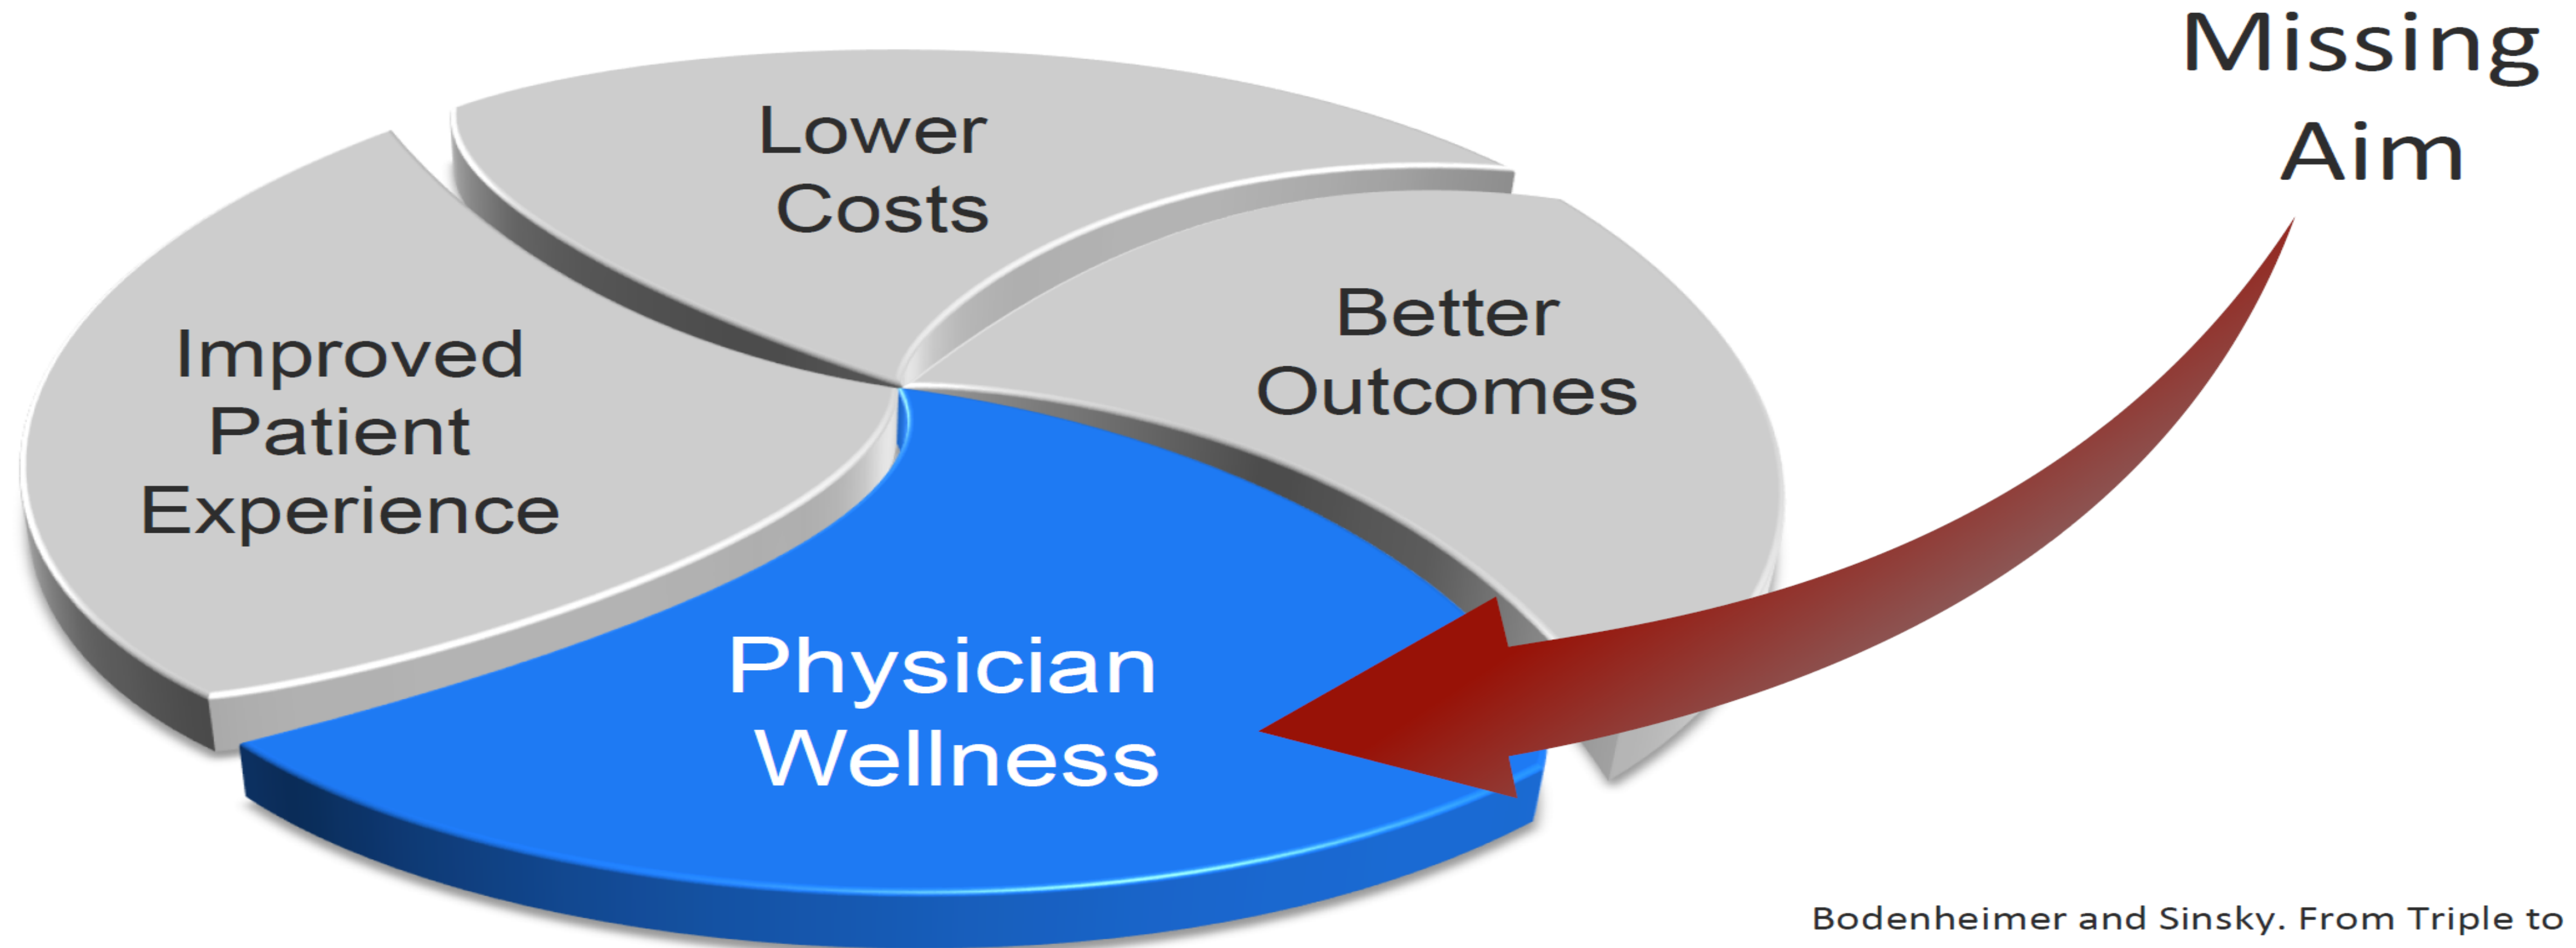 Missing
Aim
Lower
Costs
Better
Outcomes
Improved
Patient
Experience
Physician
Wellness
Bodenheimer and Sinsky. From Triple to